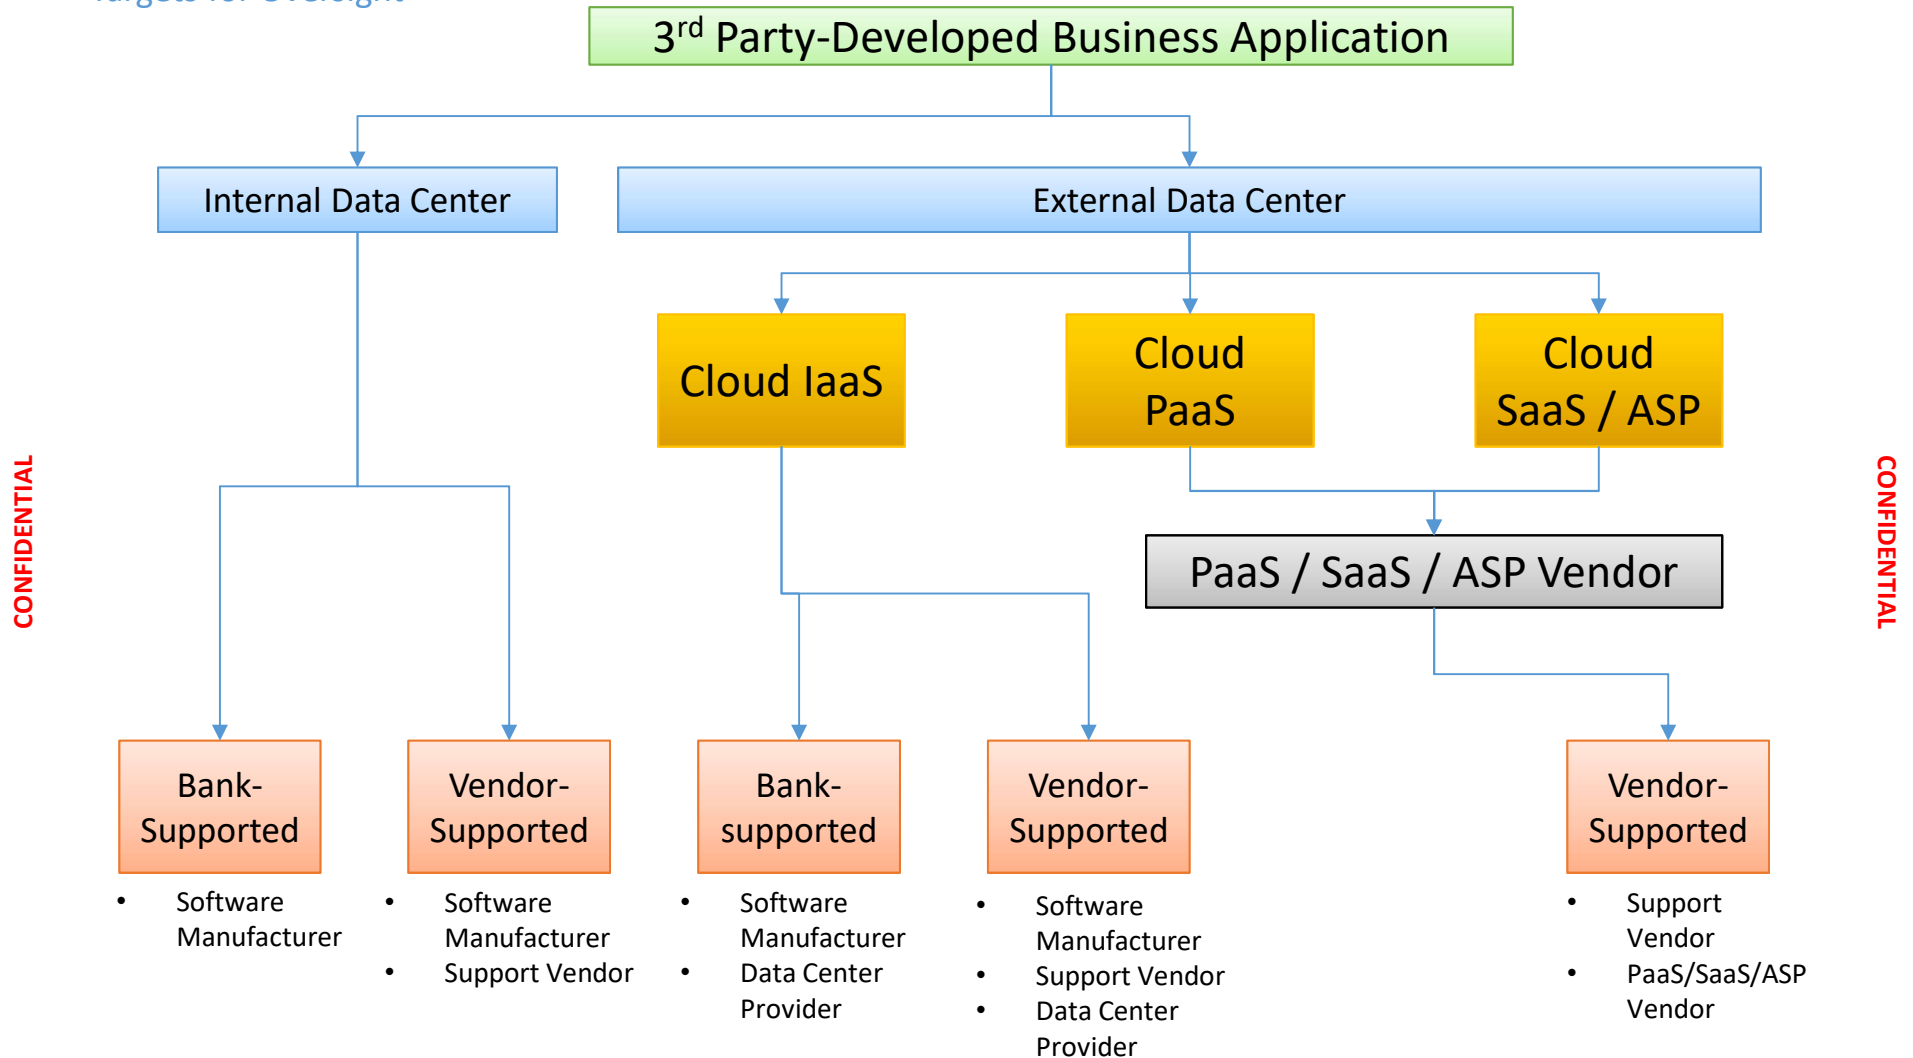 Targets for Oversight
3rd Party-Developed Business Application
Internal Data Center
External Data Center
Cloud IaaS
Cloud
PaaS
Cloud
SaaS / ASP
CONFIDENTIAL
CONFIDENTIAL
PaaS / SaaS / ASP Vendor
Bank-
Supported
Vendor-
Supported
Bank-
supported
Vendor-
Supported
Vendor-
Supported
• Software
Manufacturer
• Software
Manufacturer
• Support Vendor
• Software
Manufacturer
• Data Center
Provider
• Software
Manufacturer
• Support Vendor
• Data Center
Provider
• Support
Vendor
• PaaS/SaaS/ASP
Vendor